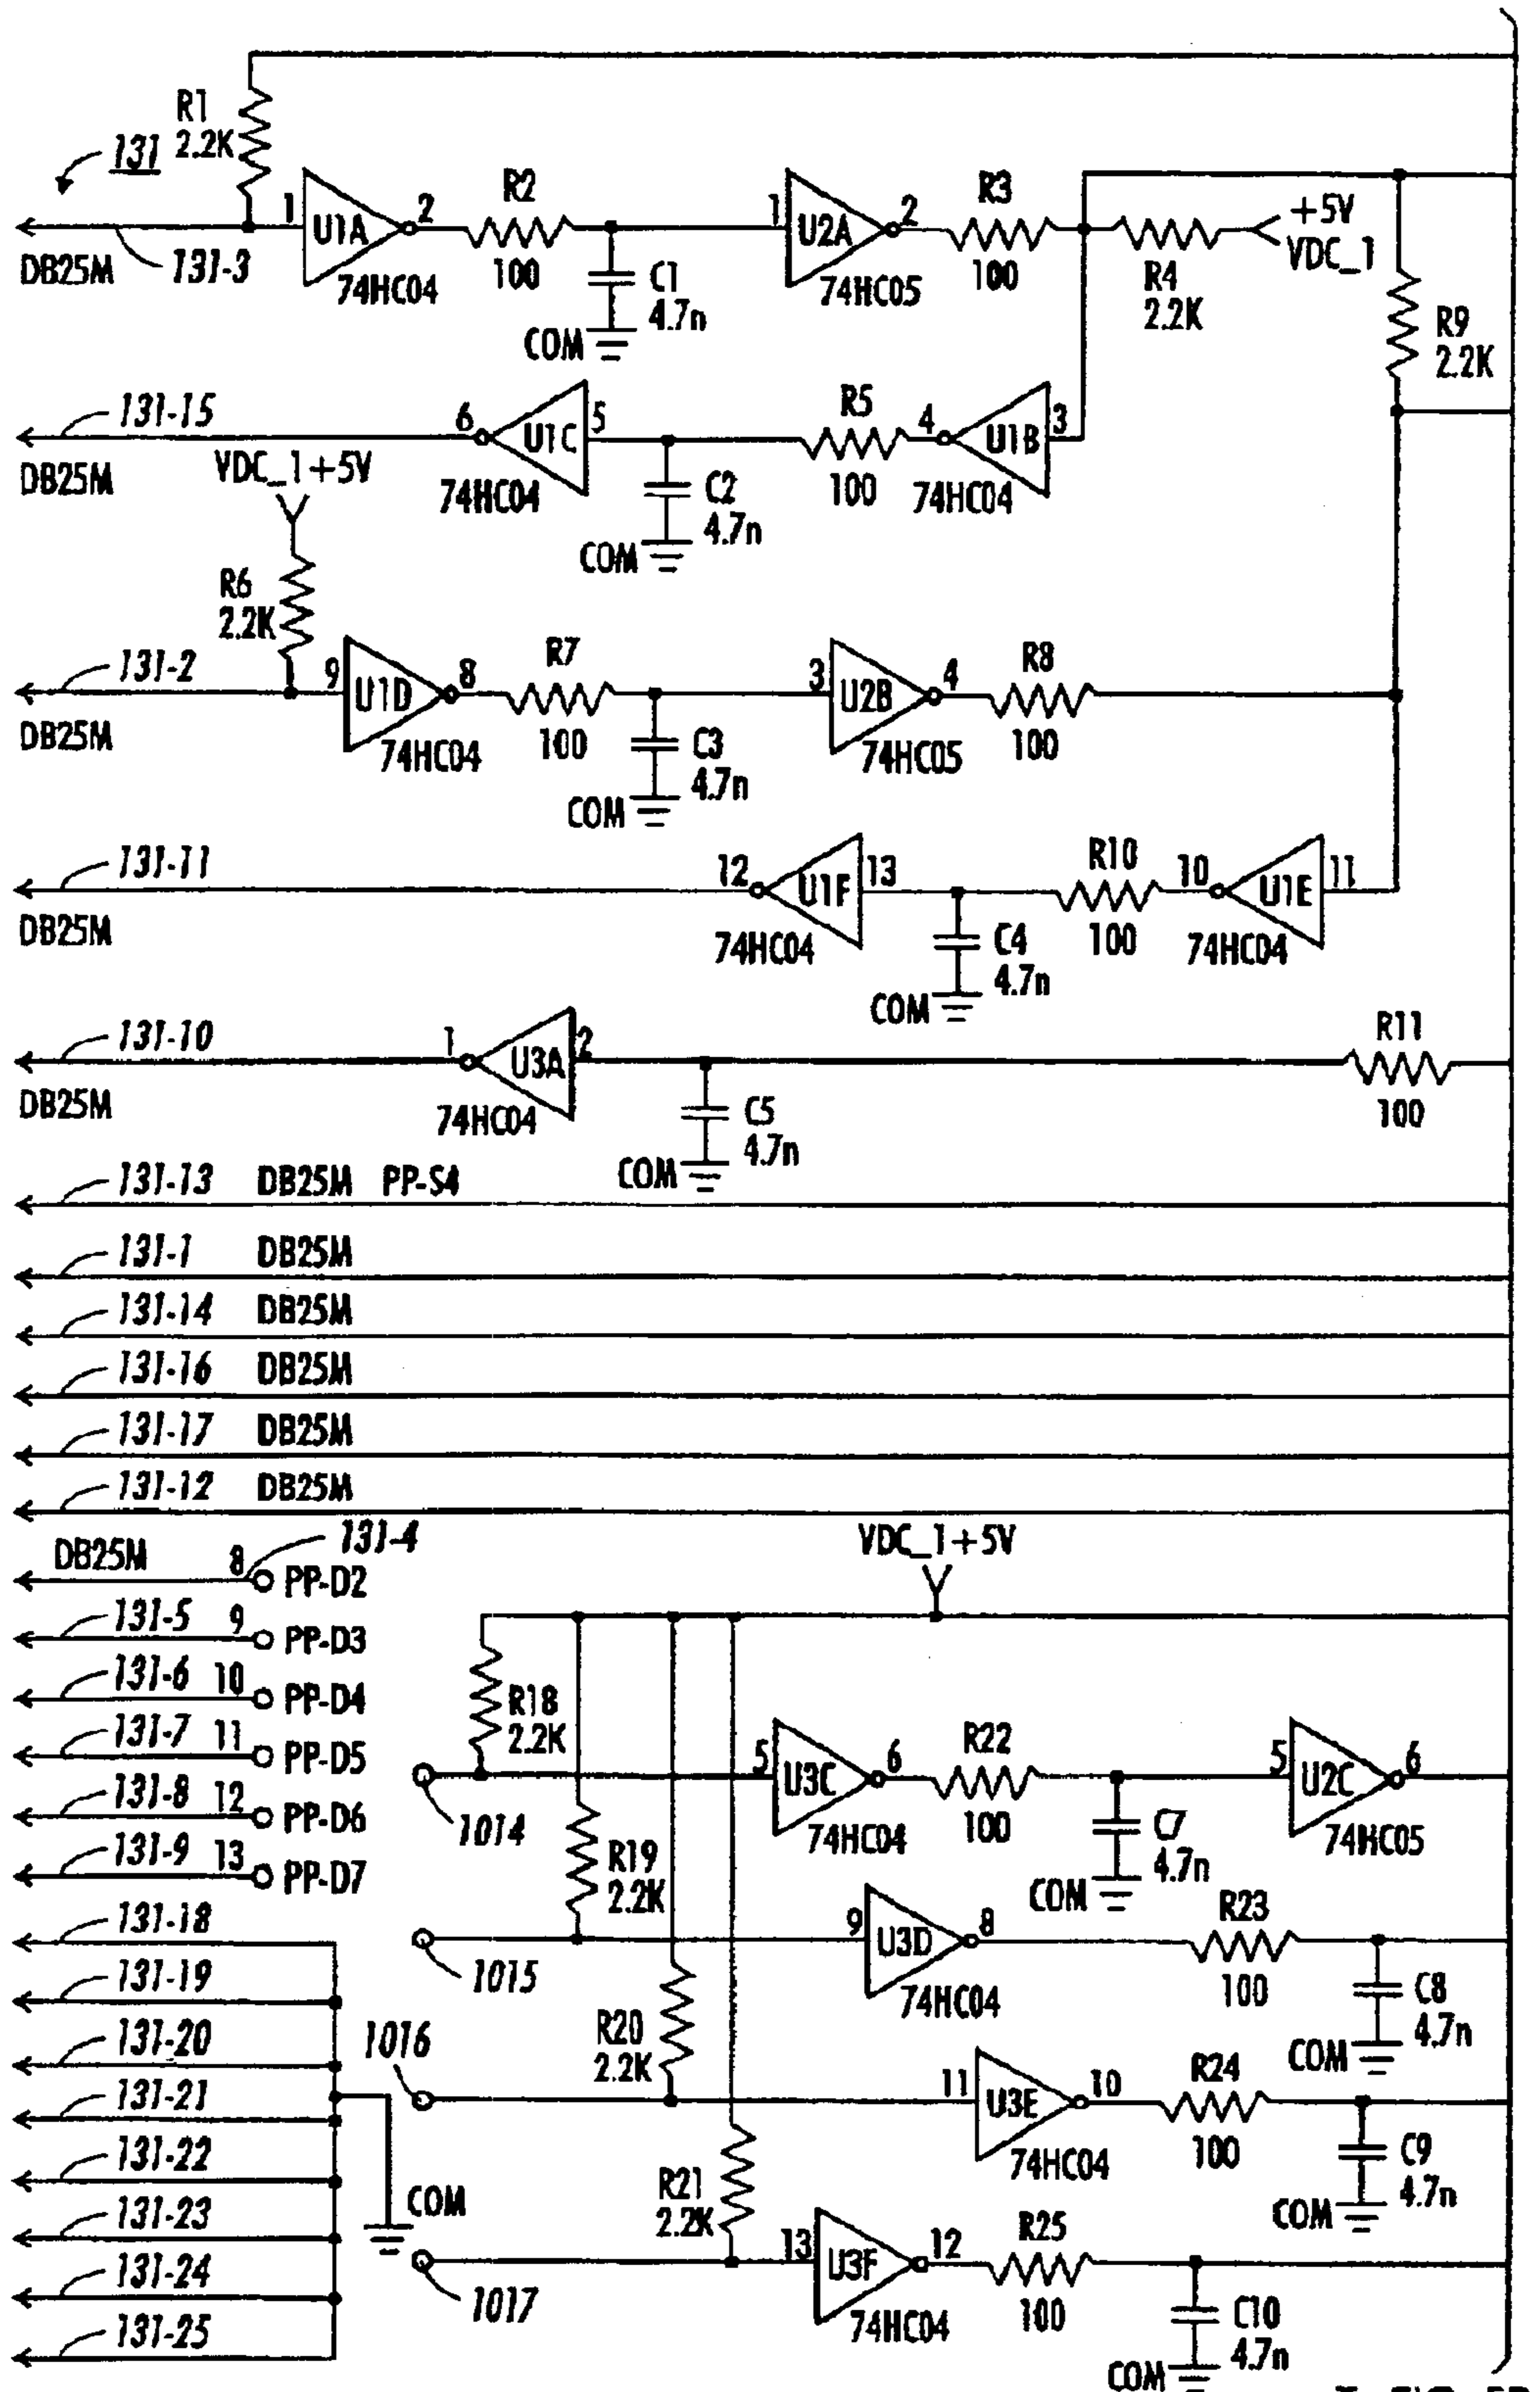 R1
2.2K
131
1
U1A
2
74HC04
R2
100
C1
4.7n
COM
1
U2A
2
74HC05
R3
100
R4
2.2K
+5V
VDC_1
R9
2.2K
DB25M
131-3
131-15
DB25M
6
U1C
5
74HC04
C2
4.7n
COM
R5
100
4
U1B
3
74HC04
VDC_1+5V
R6
2.2K
131-2
DB25M
9
U1D
8
74HC04
R7
100
C3
4.7n
COM
3
U2B
4
74HC05
R8
100
131-11
DB25M
12
U1F
13
74HC04
C4
4.7n
COM
R10
100
10
U1E
11
74HC04
131-10
DB25M
1
U3A
2
74HC04
C5
4.7n
COM
R11
100
131-13 DB25M PP-S4
131-1 DB25M
131-14 DB25M
131-16 DB25M
131-17 DB25M
131-12 DB25M
DB25M 8 131-4
PP-D2
131-5 9 PP-D3
131-6 10 PP-D4
131-7 11 PP-D5
131-8 12 PP-D6
131-9 13 PP-D7
131-18
131-19
131-20
131-21
131-22
131-23
131-24
131-25
COM
VDC_1+5V
R18
2.2K
1014
5
U3C
6
74HC04
R22
100
C7
4.7n
COM
5
U2C
6
74HC05
R19
2.2K
1015
9
U3D
8
74HC04
R23
100
C8
4.7n
COM
R20
2.2K
1016
11
U3E
10
74HC04
R24
100
C9
4.7n
COM
R21
2.2K
1017
13
U3F
12
74HC04
R25
100
C10
4.7n
COM